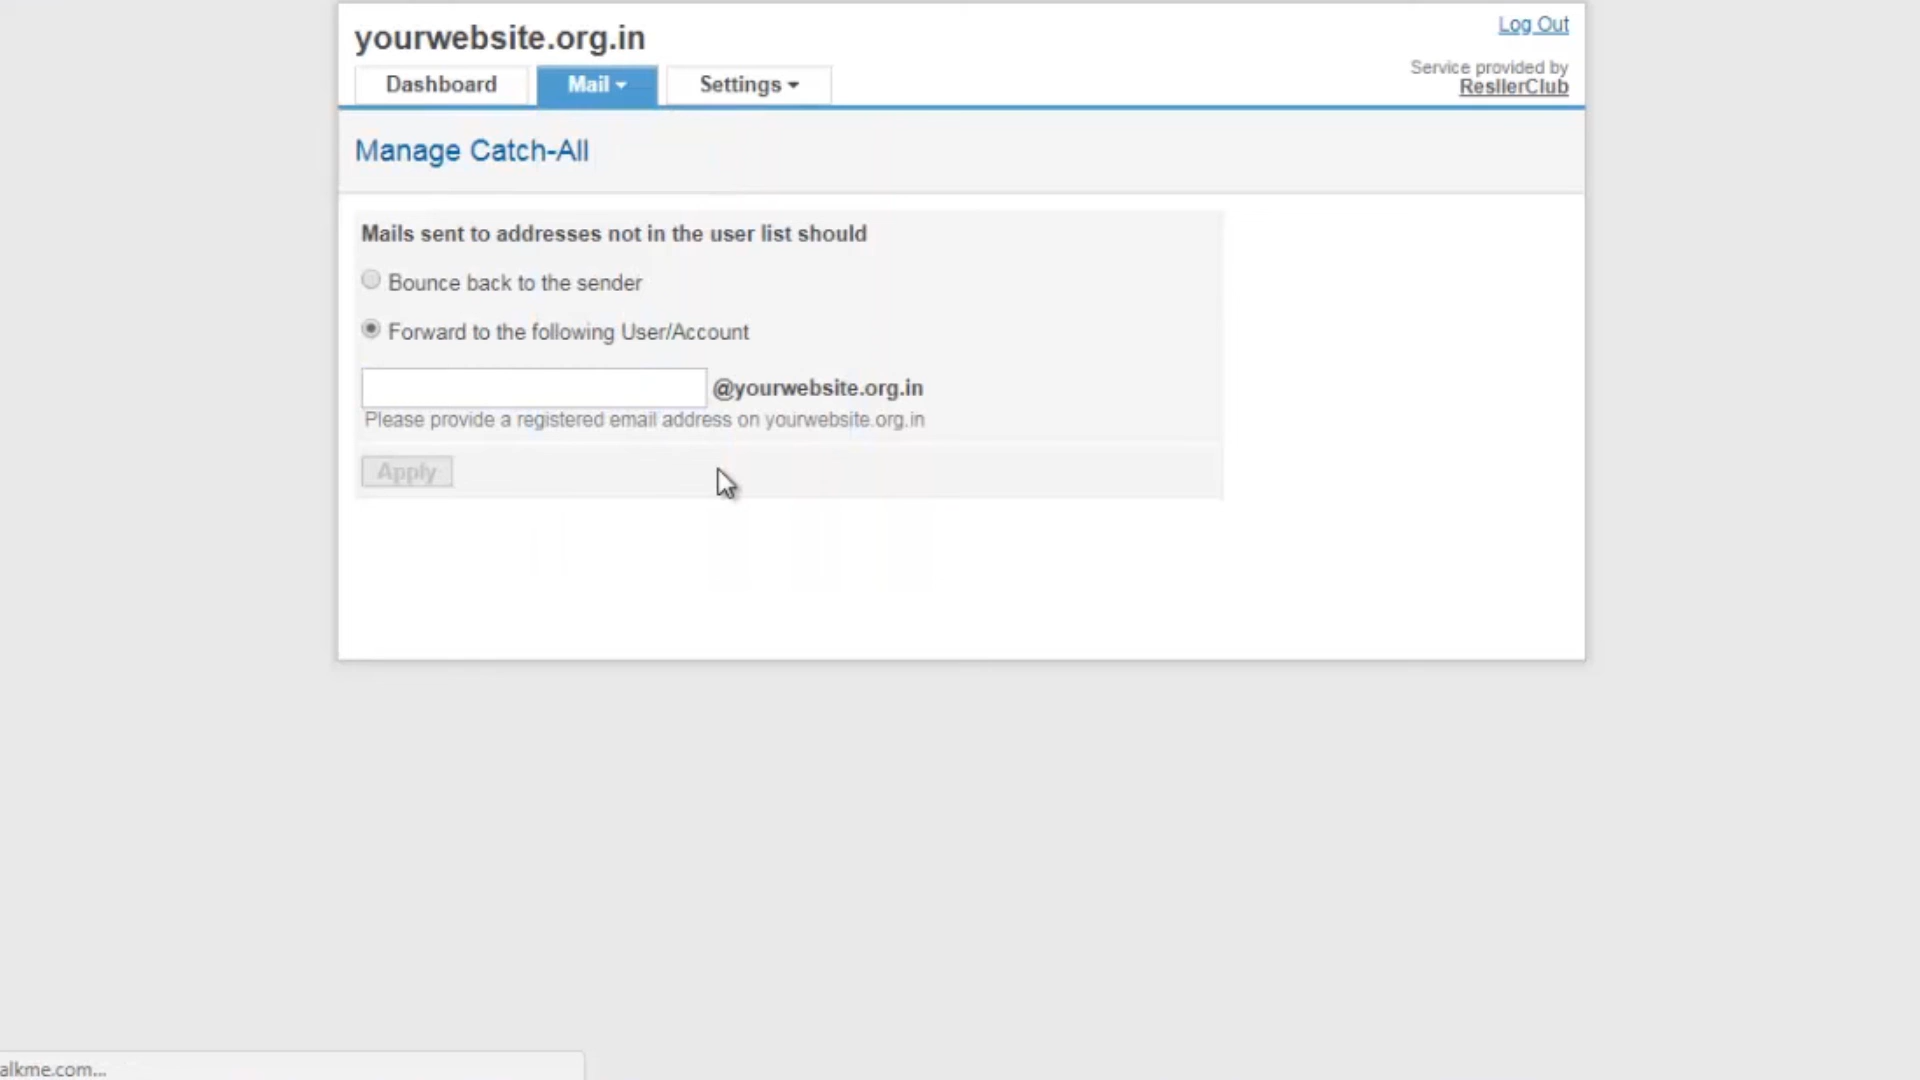 yourwebsite.org.in
Log Out
Service provided by
ResllerClub
Dashboard
Mail
Settings
Manage Catch-All
Mails sent to addresses not in the user list should
Bounce back to the sender
Forward to the following User/Account
@yourwebsite.org.in
Please provide a registered email address on yourwebsite.org.in
Apply
alkme.com...